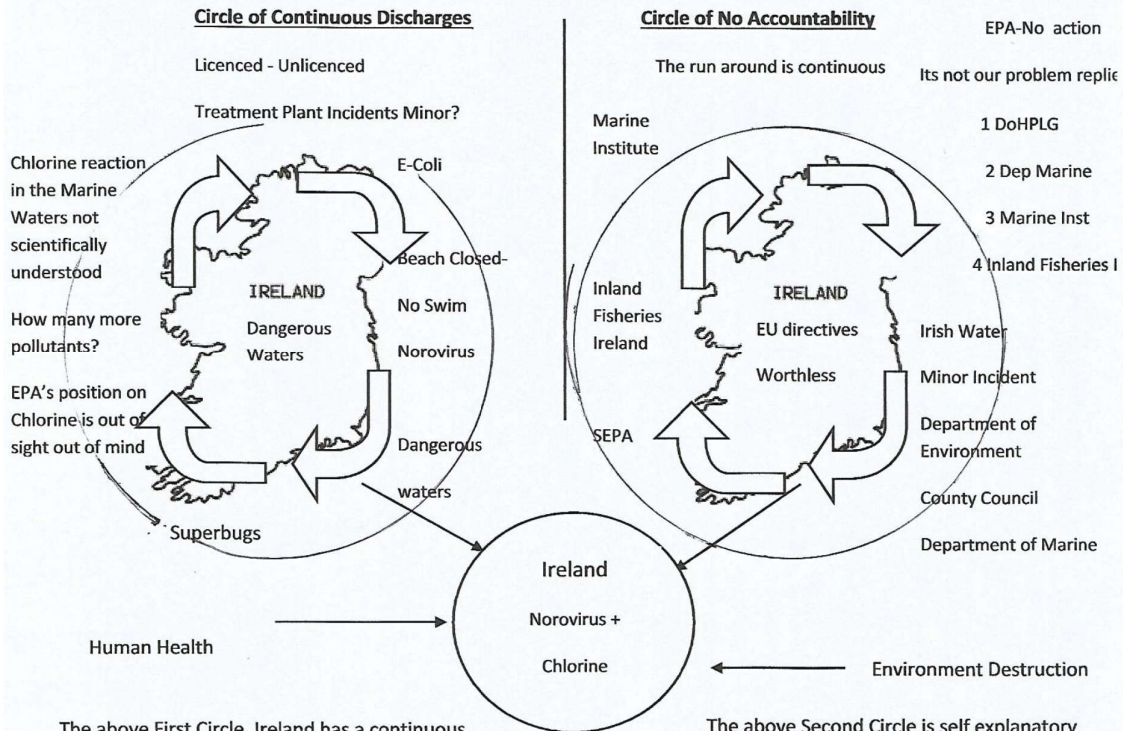 Circle of Continuous Discharges
Licenced - Unlicenced
Treatment Plant Incidents Minor?
Chlorine reaction
in the Marine
Waters not
scientifically
understood
How many more
pollutants?
EPA's position on
Chlorine is out of
sight out of mind
E-Coli
Beach Closed-
No Swim
Norovirus
Dangerous
waters
IRELAND
Dangerous
Waters
Superbugs
Circle of No Accountability
The run around is continuous
EPA-No action
Its not our problem
1 DoHPLG
2 Dep Marine
3 Marine Inst
4 Inland Fisheries
Marine
Institute
Inland
Fisheries
Ireland
SEPA
IRELAND
EU directives
Worthless
Irish Water
Minor Incident
Department of
Environment
County Council
Department of Marine
Ireland
Norovirus +
Chlorine
Human Health
Environment Destruction
The above First Circle, Ireland has a continuous
The above Second Circle is self explanatory